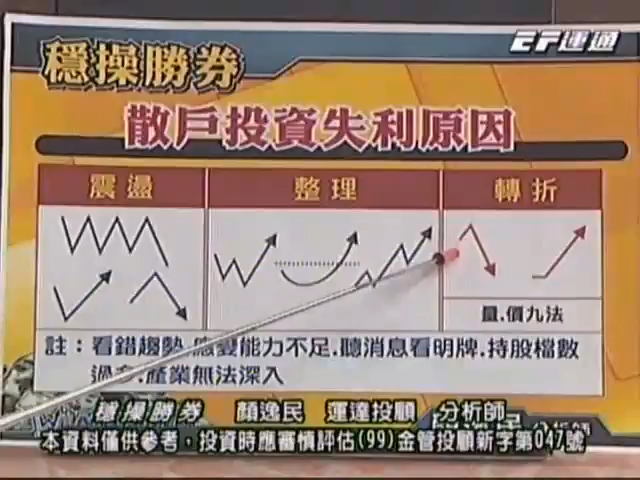 EF運通
穩操勝券
散戶投資失利原因
震盪 整理 轉折
量.價九法
註：看錯趨勢.應變能力不足.聽消息看明牌.持股檔數
過多.產業無法深入
穩操勝券 顏逸民 運達投顧 分析師
分析師
本資料僅供參考，投資時應審慎評估(99)金管投顧新字第047號